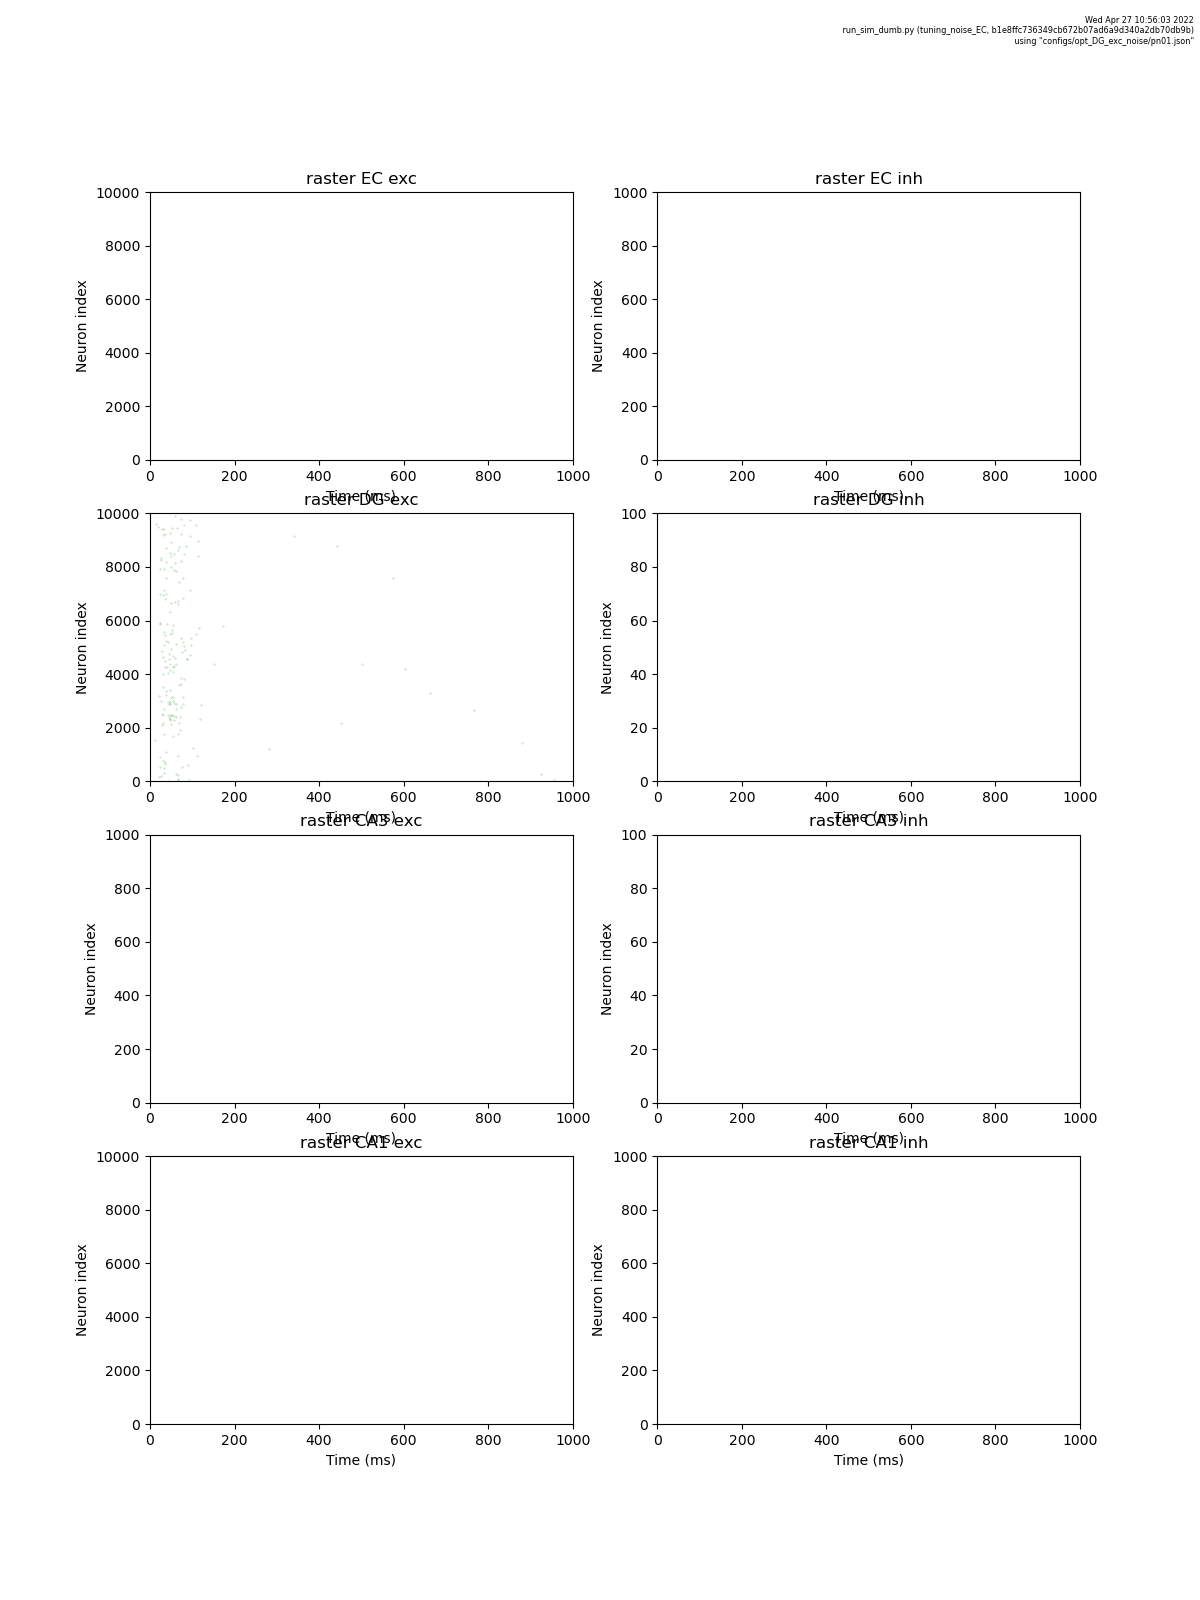 Wed Apr 27 10:56:03 2022
run_sim_dumb.py (tuning_noise_EC, b1e8ffc736349cb672b07ad6a9d340a2db70db9b)
using "configs/opt_DG_exc_noise/pn01.json"
raster EC exc
10000
8000
6000
4000
2000
0
Neuron index
0 200 400 600 800 1000
Time (ms)
raster EC inh
1000
800
600
400
200
0
Neuron index
0 200 400 600 800 1000
Time (ms)
raster DG exc
10000
8000
6000
4000
2000
0
Neuron index
0 200 400 600 800 1000
Time (ms)
raster DG inh
100
80
60
40
20
0
Neuron index
0 200 400 600 800 1000
Time (ms)
raster CA3 exc
1000
800
600
400
200
0
Neuron index
0 200 400 600 800 1000
Time (ms)
raster CA3 inh
100
80
60
40
20
0
Neuron index
0 200 400 600 800 1000
Time (ms)
raster CA1 exc
10000
8000
6000
4000
2000
0
Neuron index
0 200 400 600 800 1000
Time (ms)
raster CA1 inh
1000
800
600
400
200
0
Neuron index
0 200 400 600 800 1000
Time (ms)